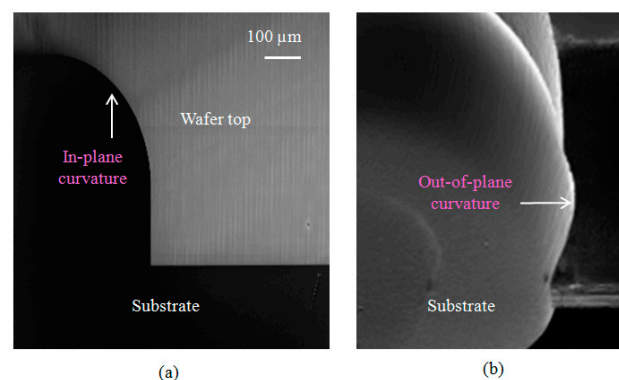 100 µm
Wafer top
In-plane
curvature
Substrate
(a)
Out-of-plane
curvature
Substrate
(b)